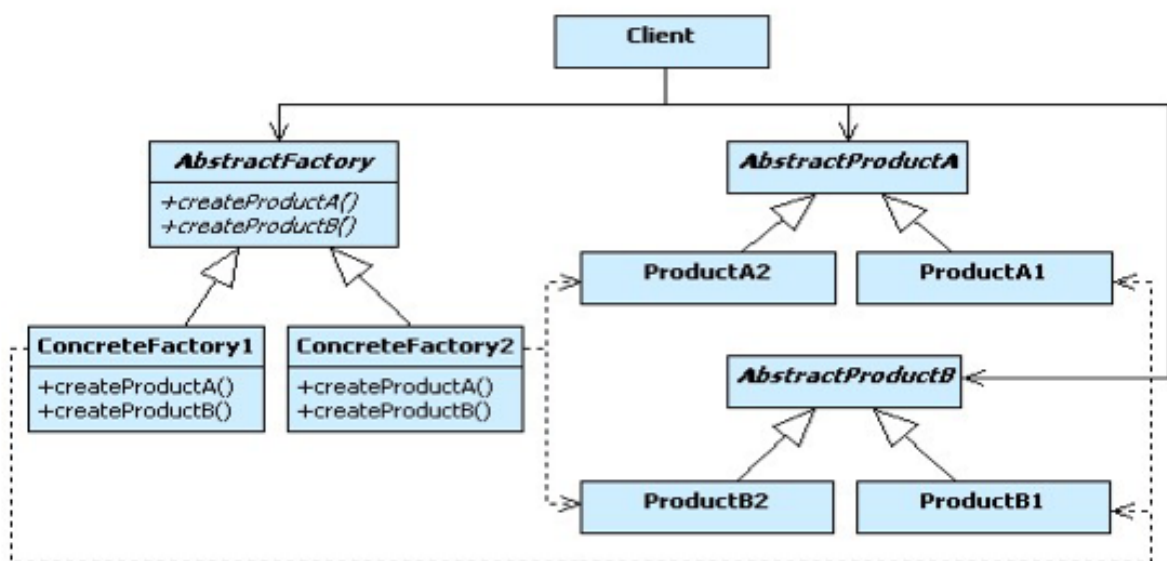 Client
AbstractFactory
+createProductA()
+createProductB()
AbstractProductA
ProductA2
ProductA1
ConcreteFactory1
+createProductA()
+createProductB()
ConcreteFactory2
+createProductA()
+createProductB()
AbstractProductB
ProductB2
ProductB1